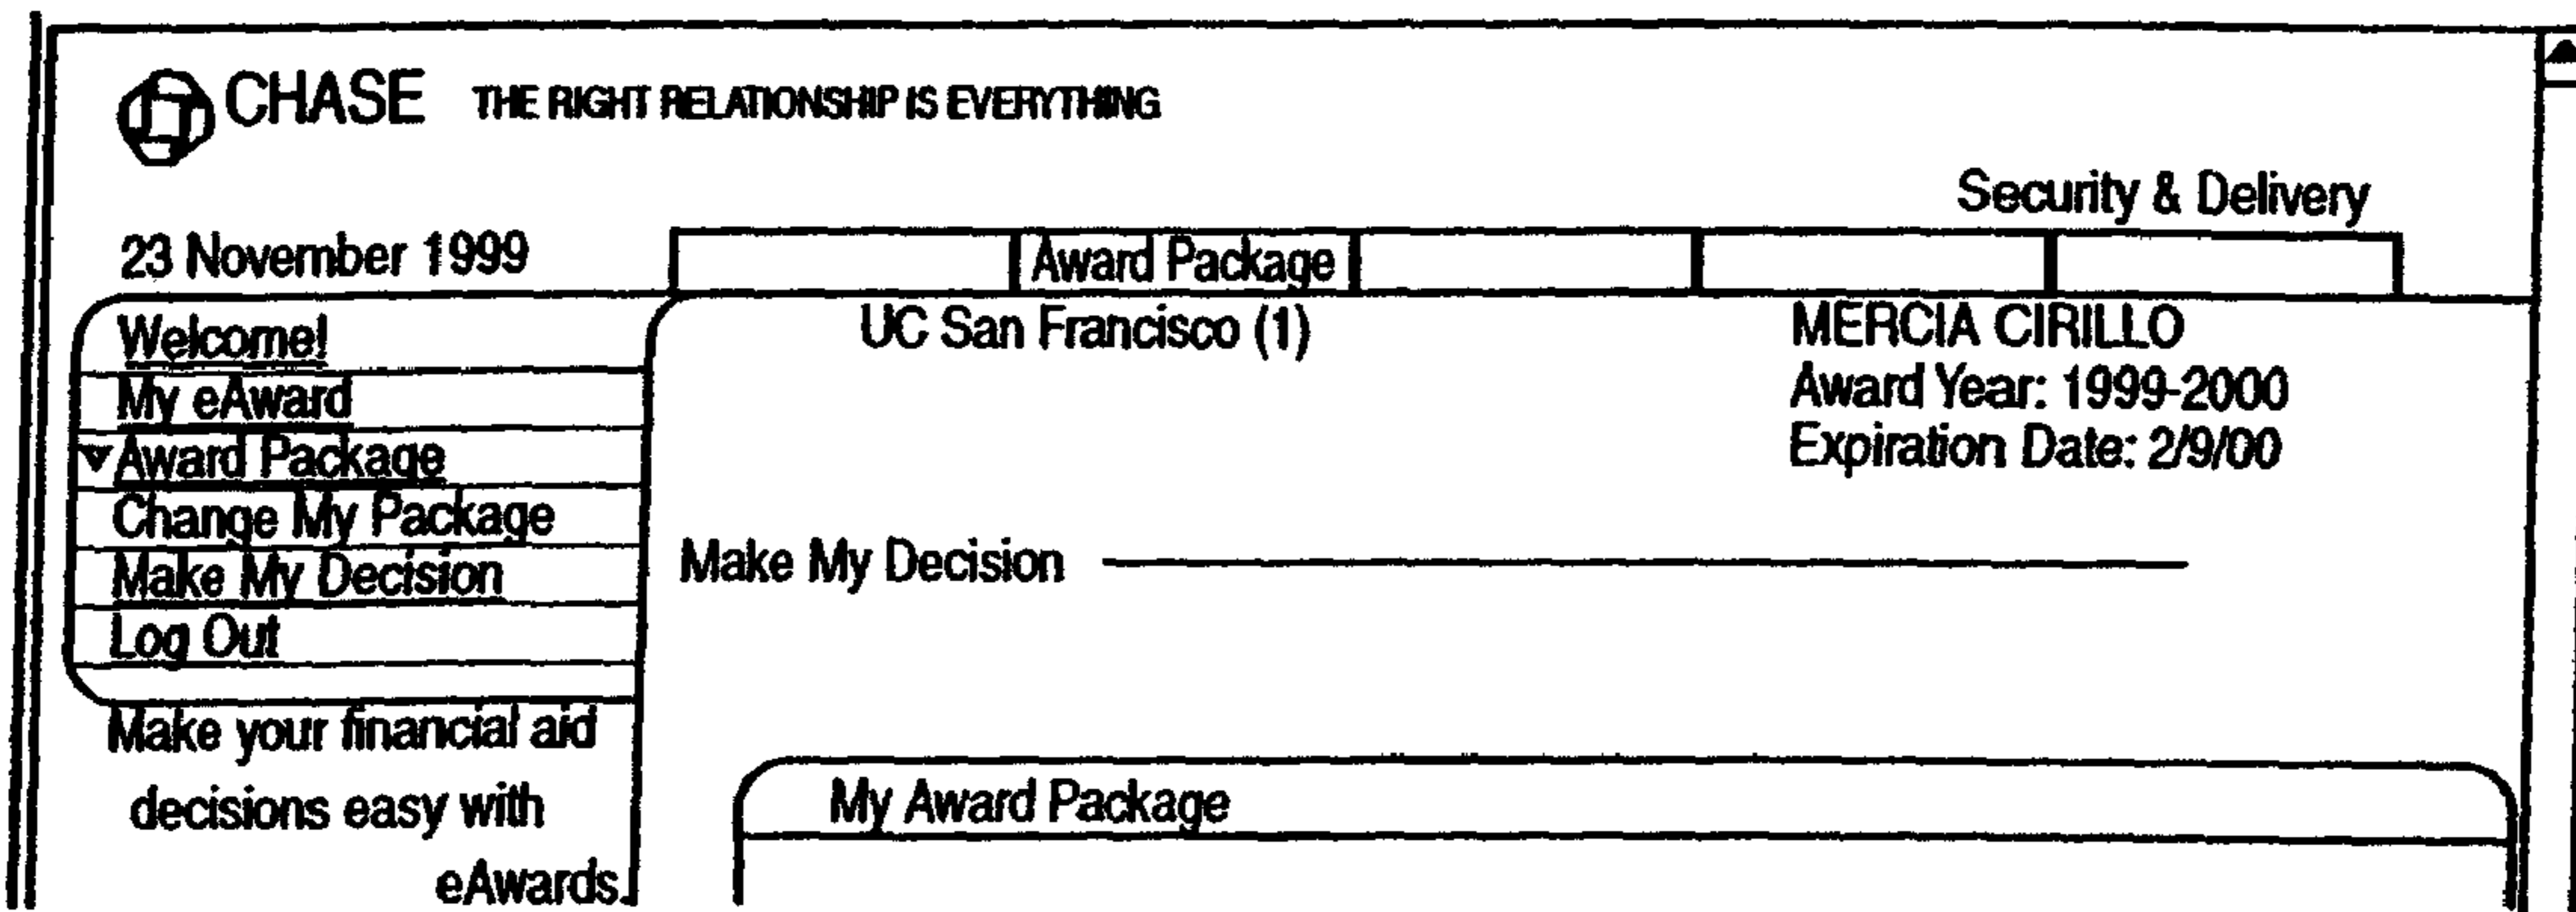 CHASE THE RIGHT RELATIONSHIP IS EVERYTHING
Security & Delivery
23 November 1999
Award Package
Welcome!
My eAward
Award Package
Change My Package
Make My Decision
Log Out
Make your financial aid
decisions easy with
eAwards.
UC San Francisco (1)
MERCIA CIRILLO
Award Year: 1999-2000
Expiration Date: 2/9/00
Make My Decision
My Award Package